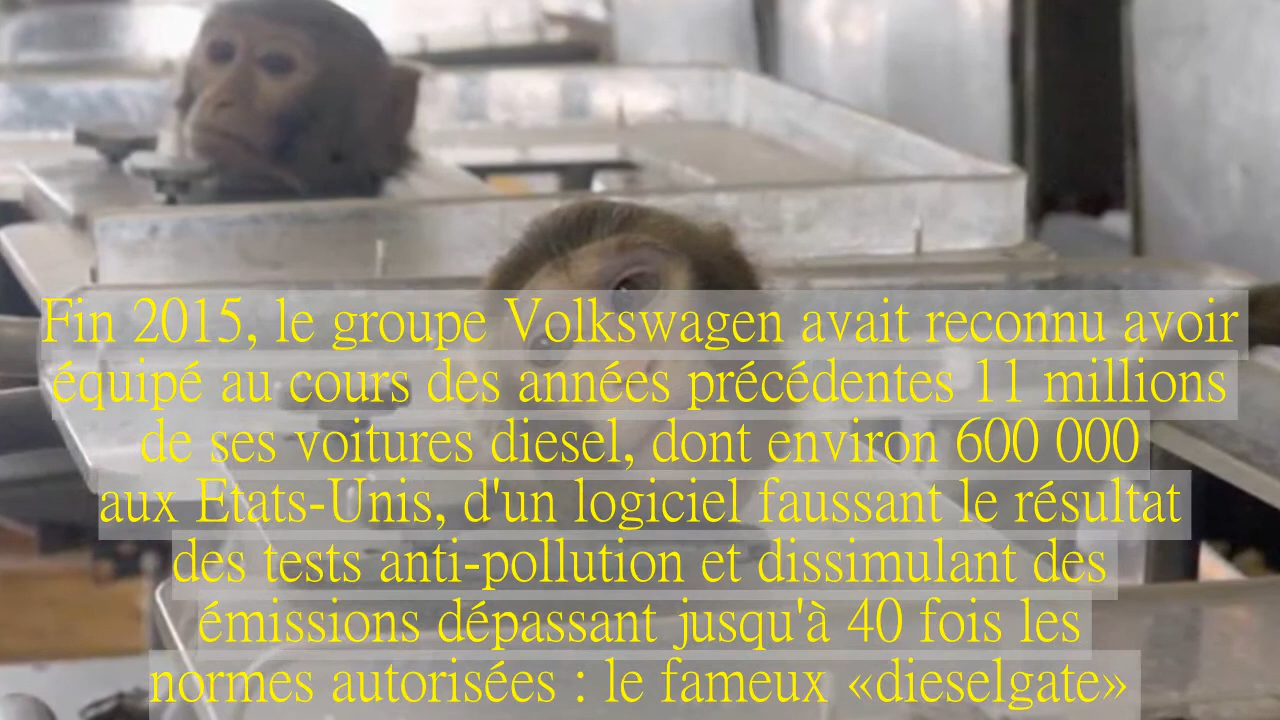 Fin 2015, le groupe Volkswagen avait reconnu avoir
équipé au cours des années précédentes 11 millions
de ses voitures diesel, dont environ 600 000
aux Etats-Unis, d'un logiciel faussant le résultat
des tests anti-pollution et dissimulant des
émissions dépassant jusqu'à 40 fois les
normes autorisées : le fameux «dieselgate»